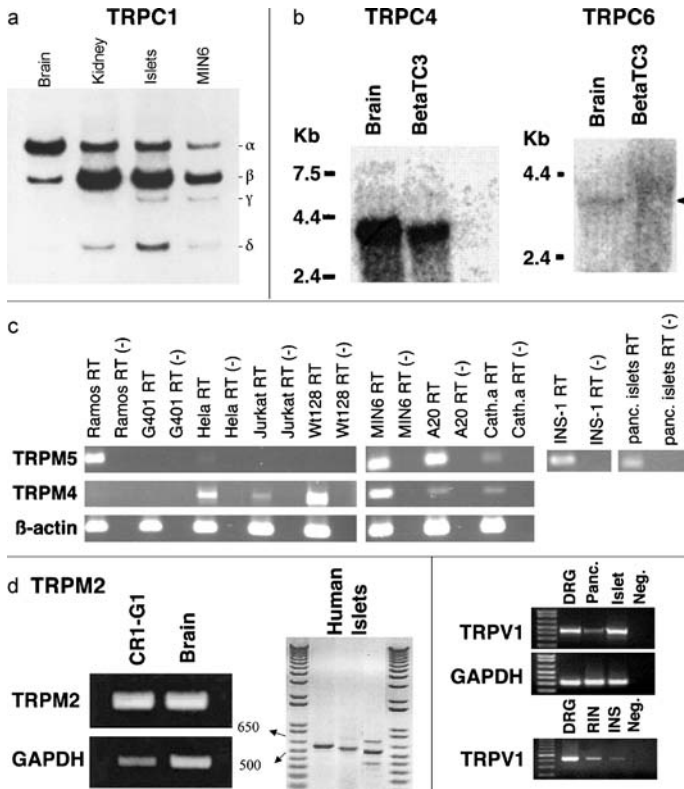 a TRPC1
Brain
Kidney
Islets
MIN6
α
β
γ
δ
b TRPC4
Brain
BetaTC3
Kb
7.5
4.4
2.4
TRPC6
Brain
BetaTC3
Kb
4.4
2.4
c
Ramos RT
Ramos RT (-)
G401 RT
G401 RT (-)
Hela RT
Hela RT (-)
Jurkat RT
Jurkat RT (-)
Wt128 RT
Wt128 RT (-)
MIN6 RT
MIN6 RT (-)
A20 RT
A20 RT (-)
Cath.a RT
Cath.a RT (-)
INS-1 RT
INS-1 RT (-)
panc. islets RT
panc. islets RT (-)
TRPM5
TRPM4
ß-actin
d TRPM2
CR1-G1
Brain
TRPM2
GAPDH
Human
Islets
650
500
DRG
Panc.
Islet
Neg.
TRPV1
GAPDH
DRG
RIN
INS
Neg.
TRPV1